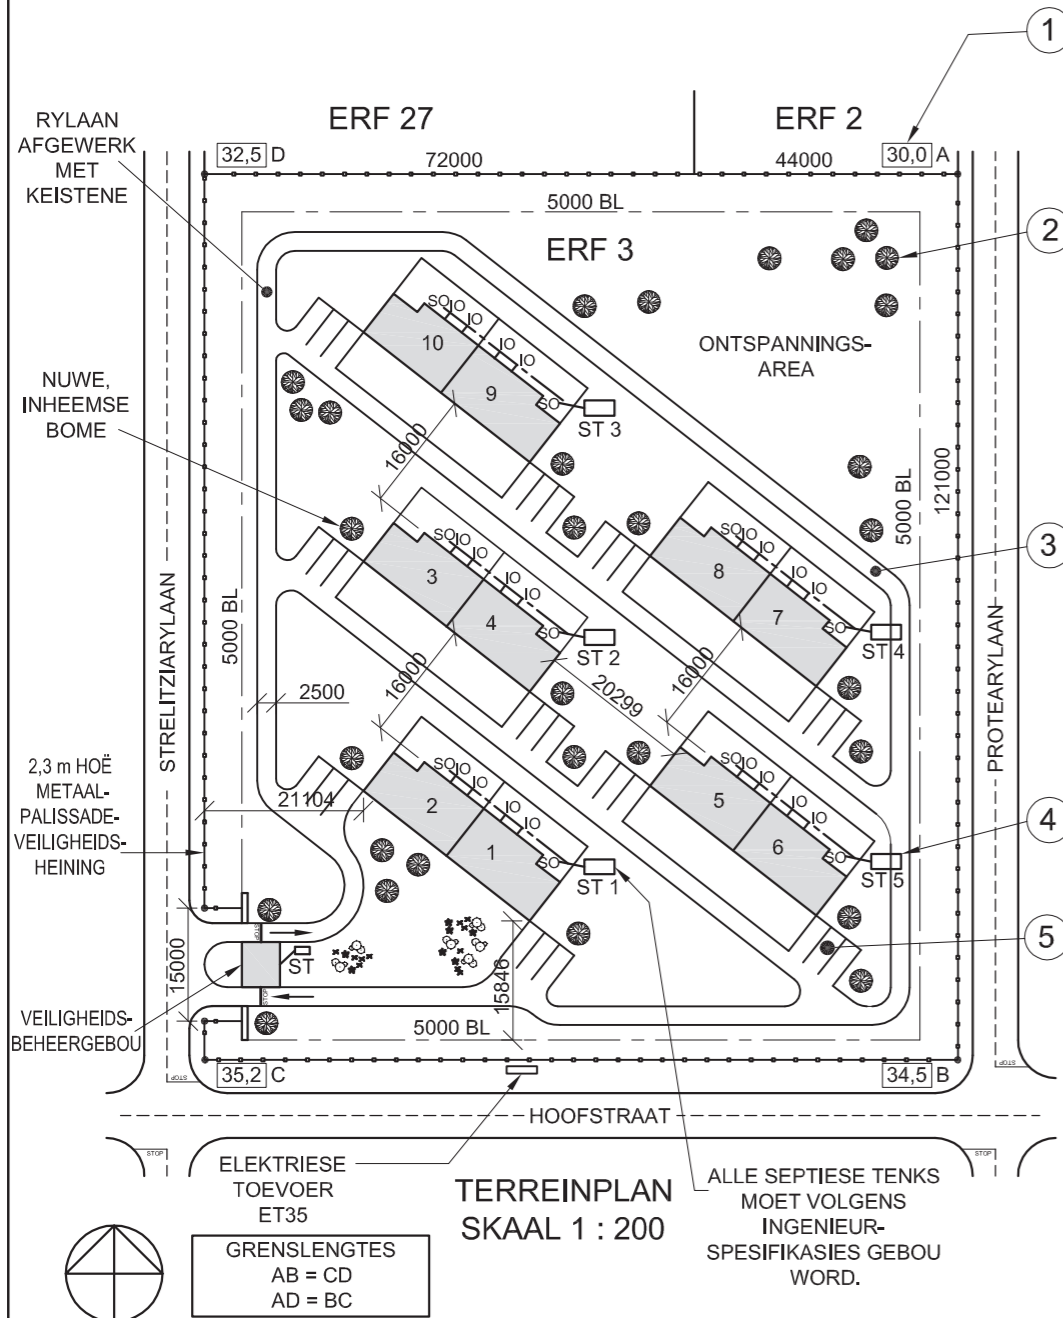 1
ERF 27
ERF 2
RYLAAN
AFGEWERK
MET
KEISTENE
32,5 D
72000
44000
30,0 A
5000 BL
2
ERF 3
SO
IO
IO
IO
IO
10
9
SO
ST 3
ONTSPANNINGS-
AREA
NUWE,
INHEEMSE
BOME
16000
5000 BL
121000
3
SO
IO
IO
IO
IO
3
4
SO
ST 2
SO
IO
IO
IO
IO
8
7
SO
ST 4
STRELITZIARYLAAN
PROTEARYLAAN
5000 BL
16000
20299
16000
2500
2,3 m HOË
METAAL-
PALISSADE-
VEILIGHEIDS-
HEINING
21104
SO
IO
IO
IO
IO
2
1
SO
ST 1
SO
IO
IO
IO
IO
5
6
SO
ST 5
4
5
STOP
ST
STOP
15000
15846
VEILIGHEIDS-
BEHEERGEBOU
5000 BL
STOP
35,2 C
34,5 B
STOP
HOOFSTRAAT
STOP
STOP
ELEKTRIESE
TOEVOER
ET35
TERREINPLAN
SKAAL 1 : 200
ALLE SEPTIESE TENKS
MOET VOLGENS
INGENIEUR-
SPESIFIKASIES GEBOU
WORD.
GRENSLENGTES
AB = CD
AD = BC